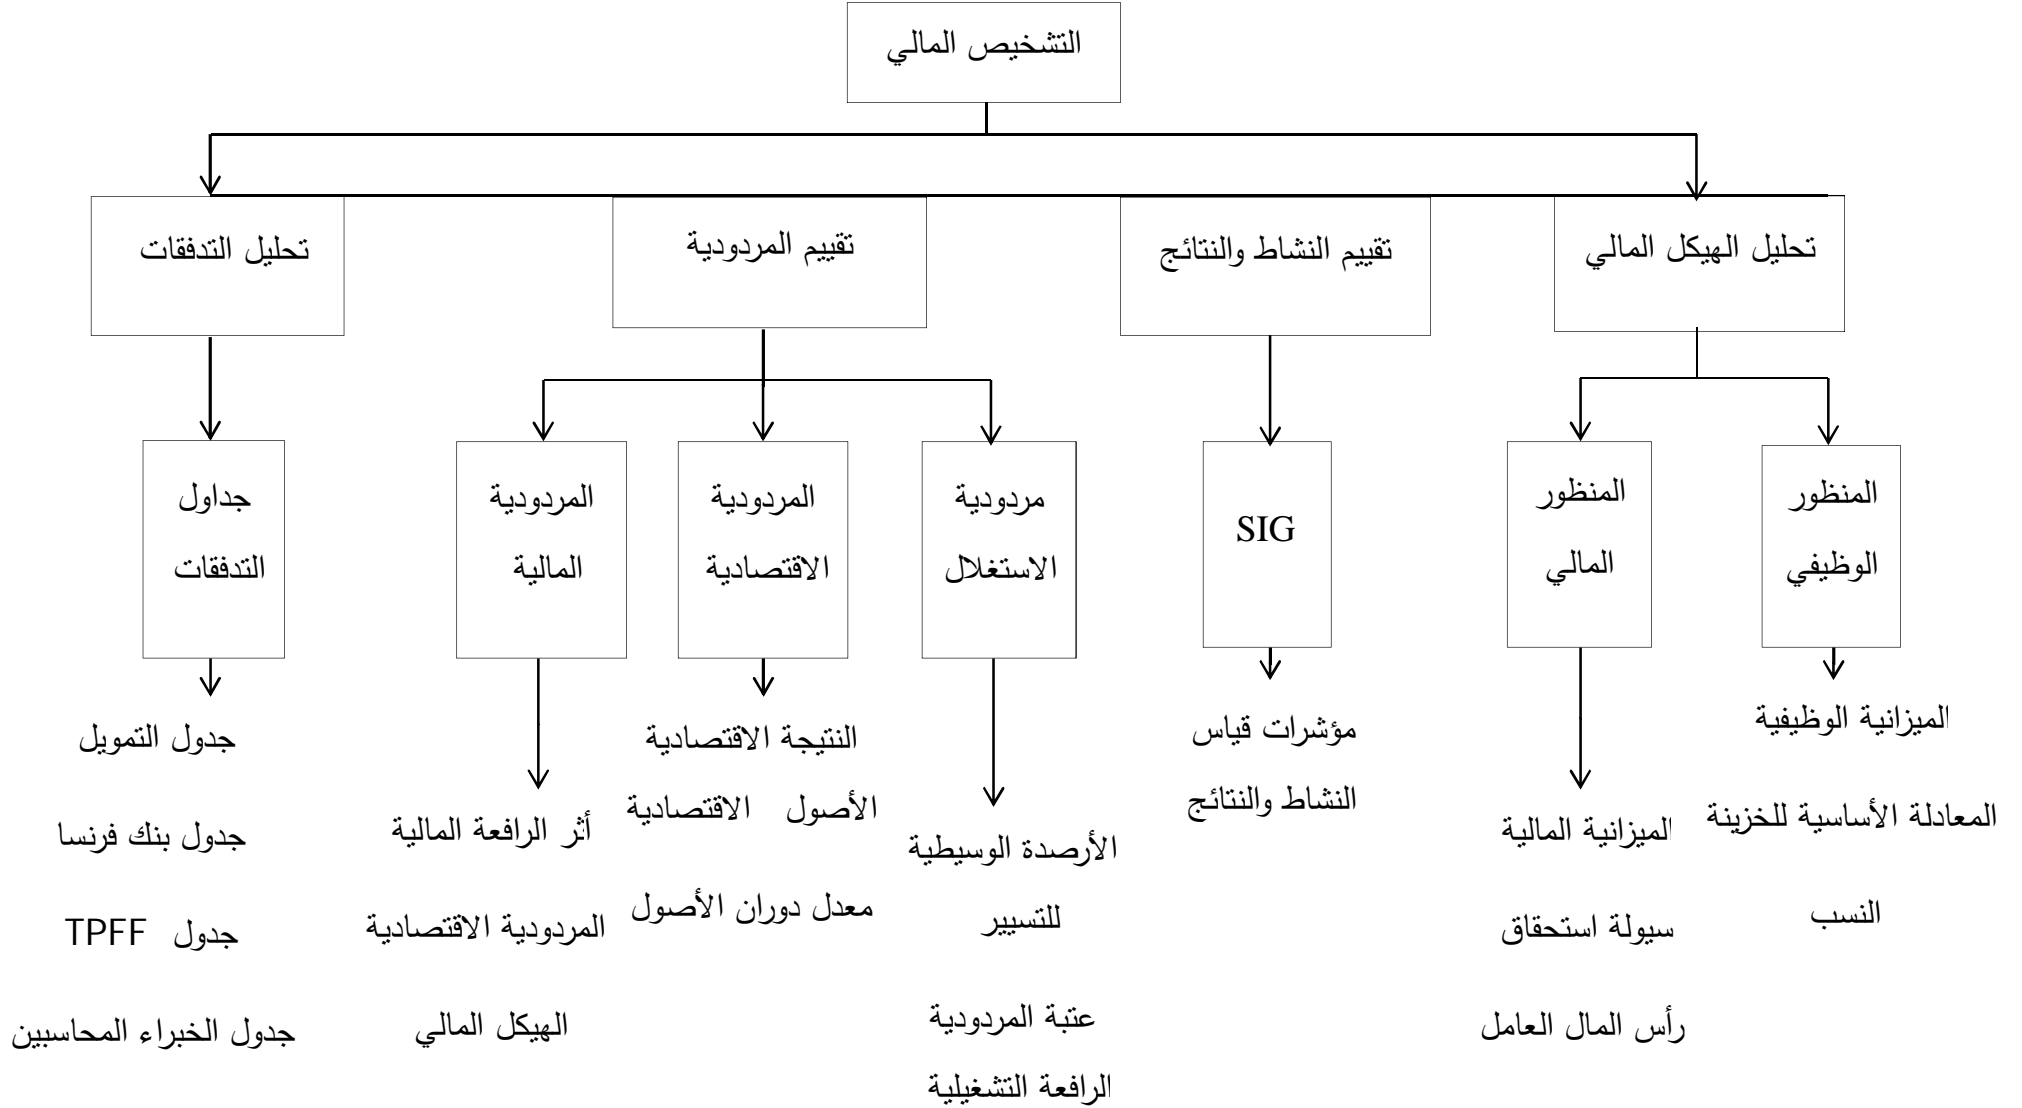 التشخيص المالي
تحليل الهيكل المالي
تقييم النشاط والنتائج
تقييم المردودية
تحليل التدفقات
المنظور
الوظيفي
المنظور
المالي
SIG
مردودية
الاستغلال
المردودية
الاقتصادية
المردودية
المالية
جداول
التدفقات
الميزانية الوظيفية
المعادلة الأساسية للخزينة
النسب
الميزانية المالية
سيولة استحقاق
رأس المال العامل
مؤشرات قياس
النشاط والنتائج
الأرصدة الوسيطية
للتسيير
عتبة المردودية
الرافعة التشغيلية
النتيجة الاقتصادية
الأصول الاقتصادية
معدل دوران الأصول
أثر الرافعة المالية
المردودية الاقتصادية
الهيكل المالي
جدول التمويل
جدول بنك فرنسا
جدول TPFF
جدول الخبراء المحاسبين